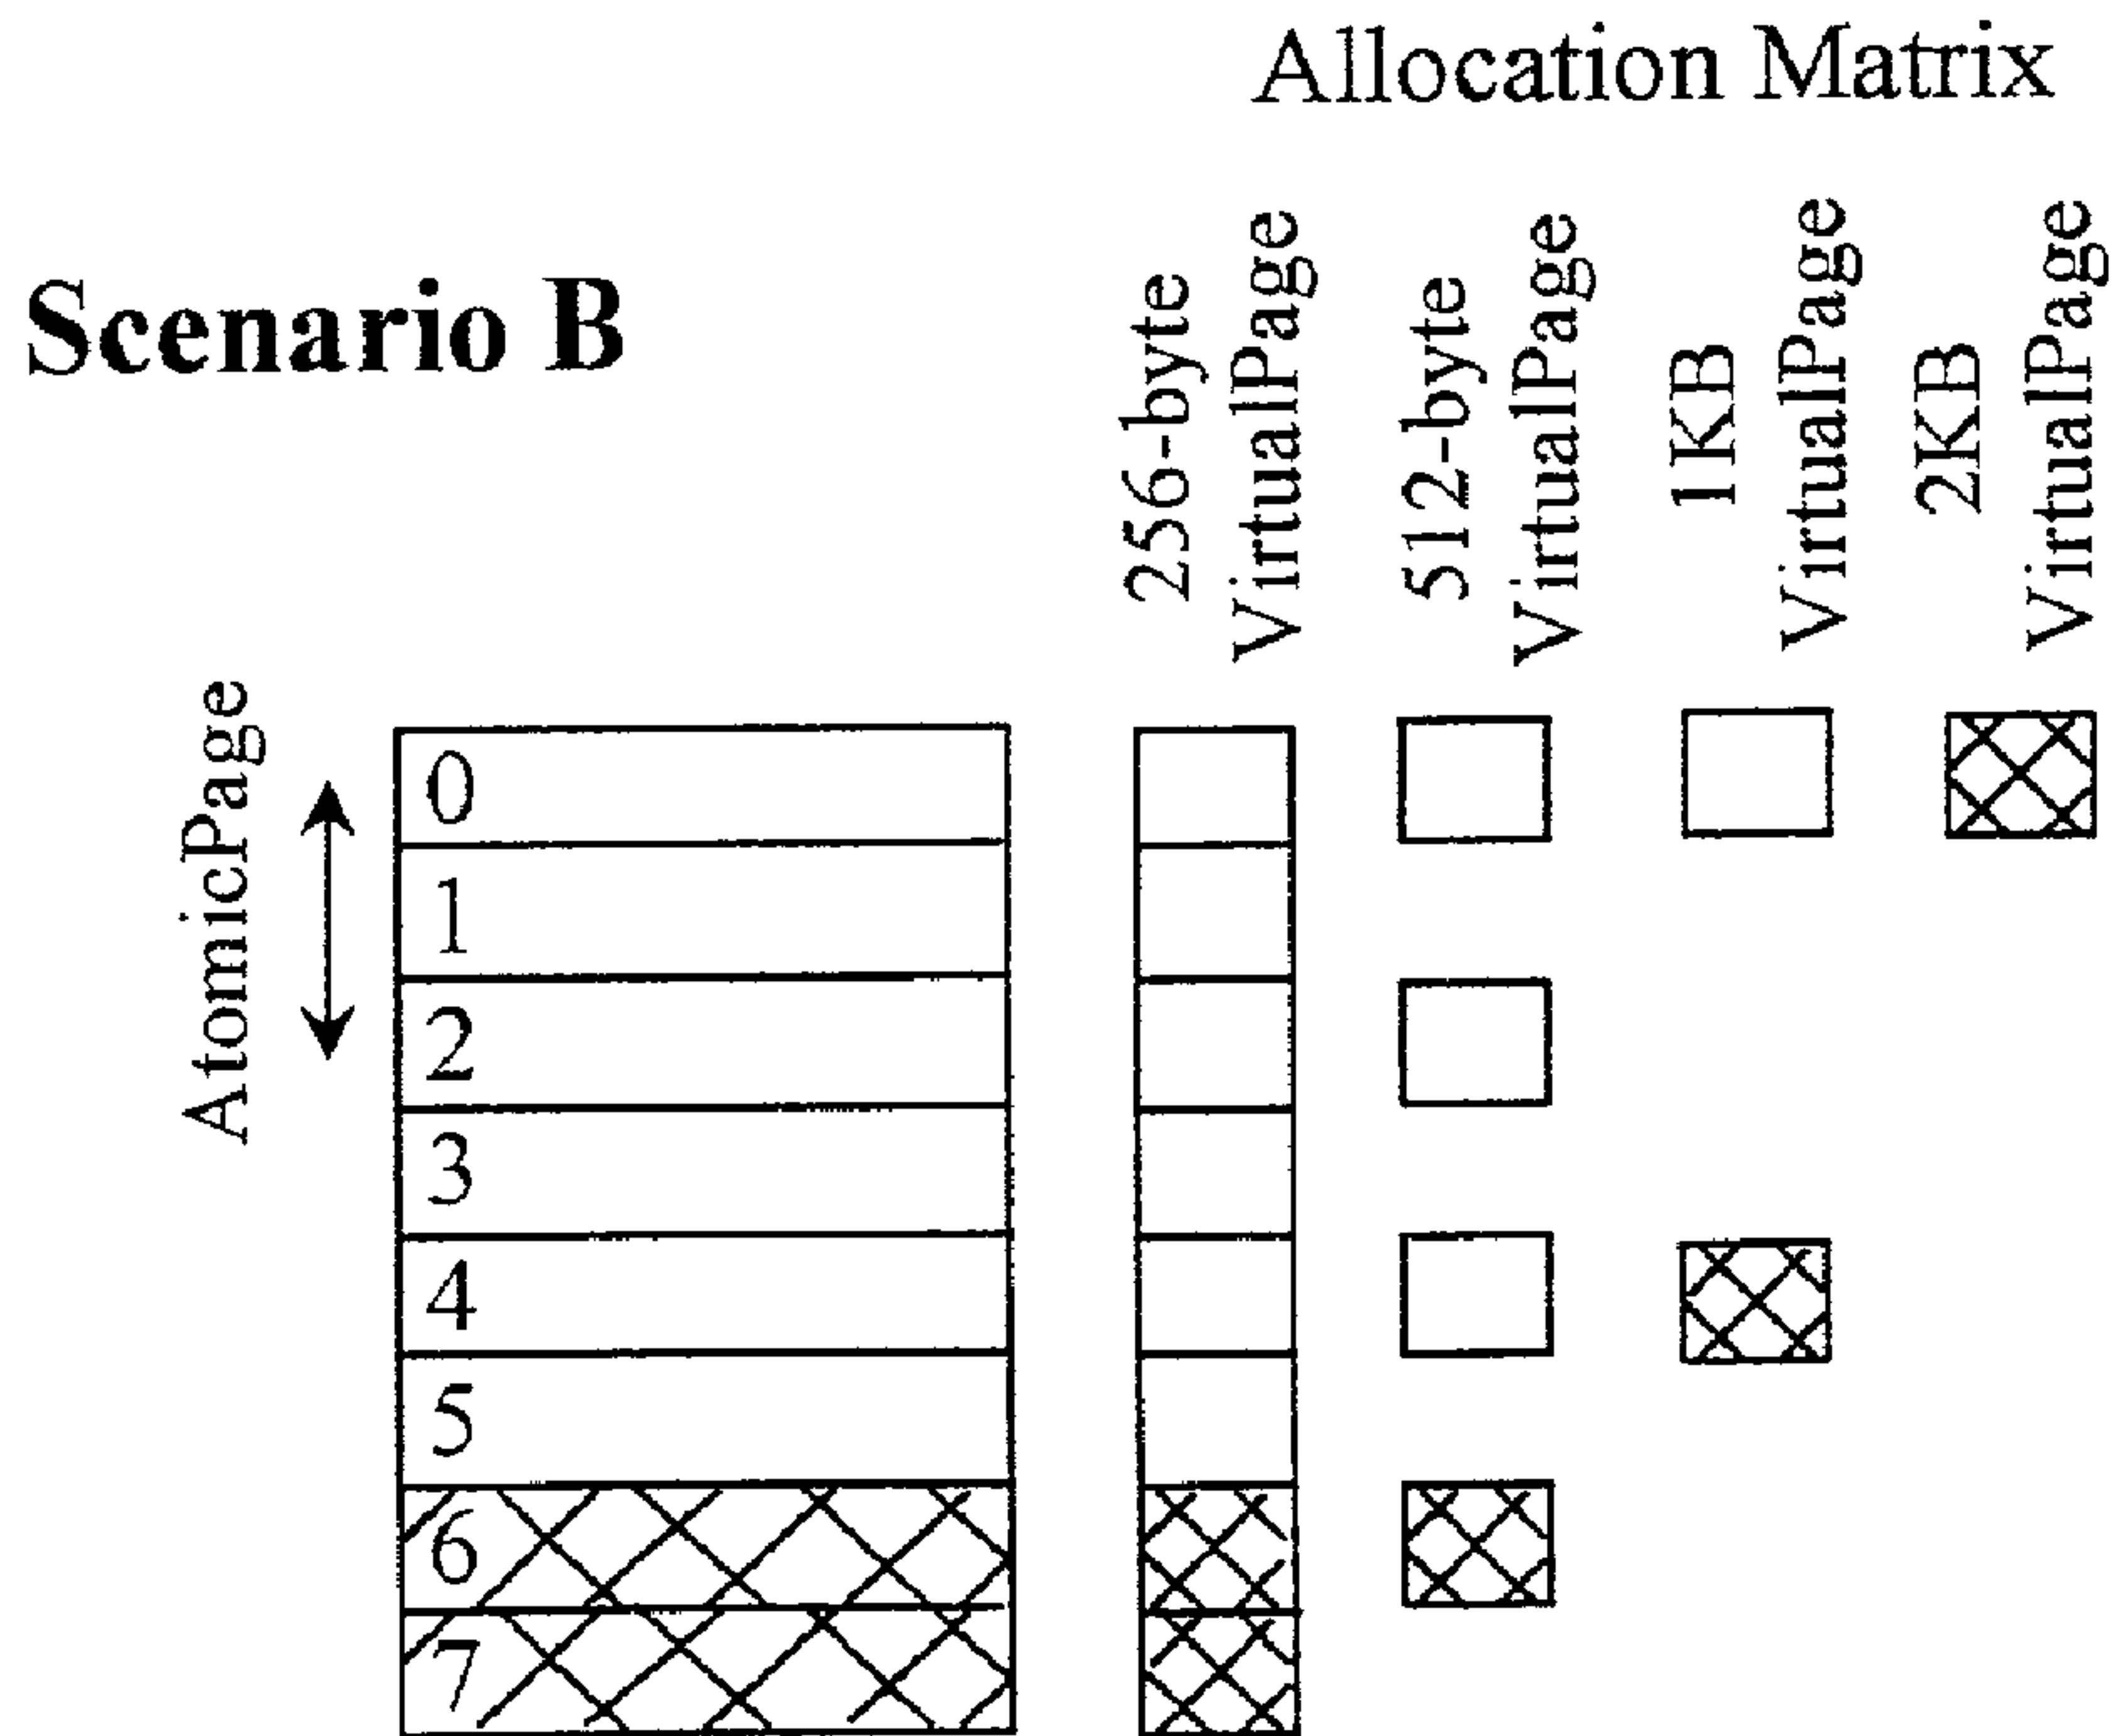 Allocation Matrix
Scenario B
256-byte
VirtualPage
512-byte
VirtualPage
1KB
VirtualPage
2KB
VirtualPage
AtomicPage
0
1
2
3
4
5
6
7